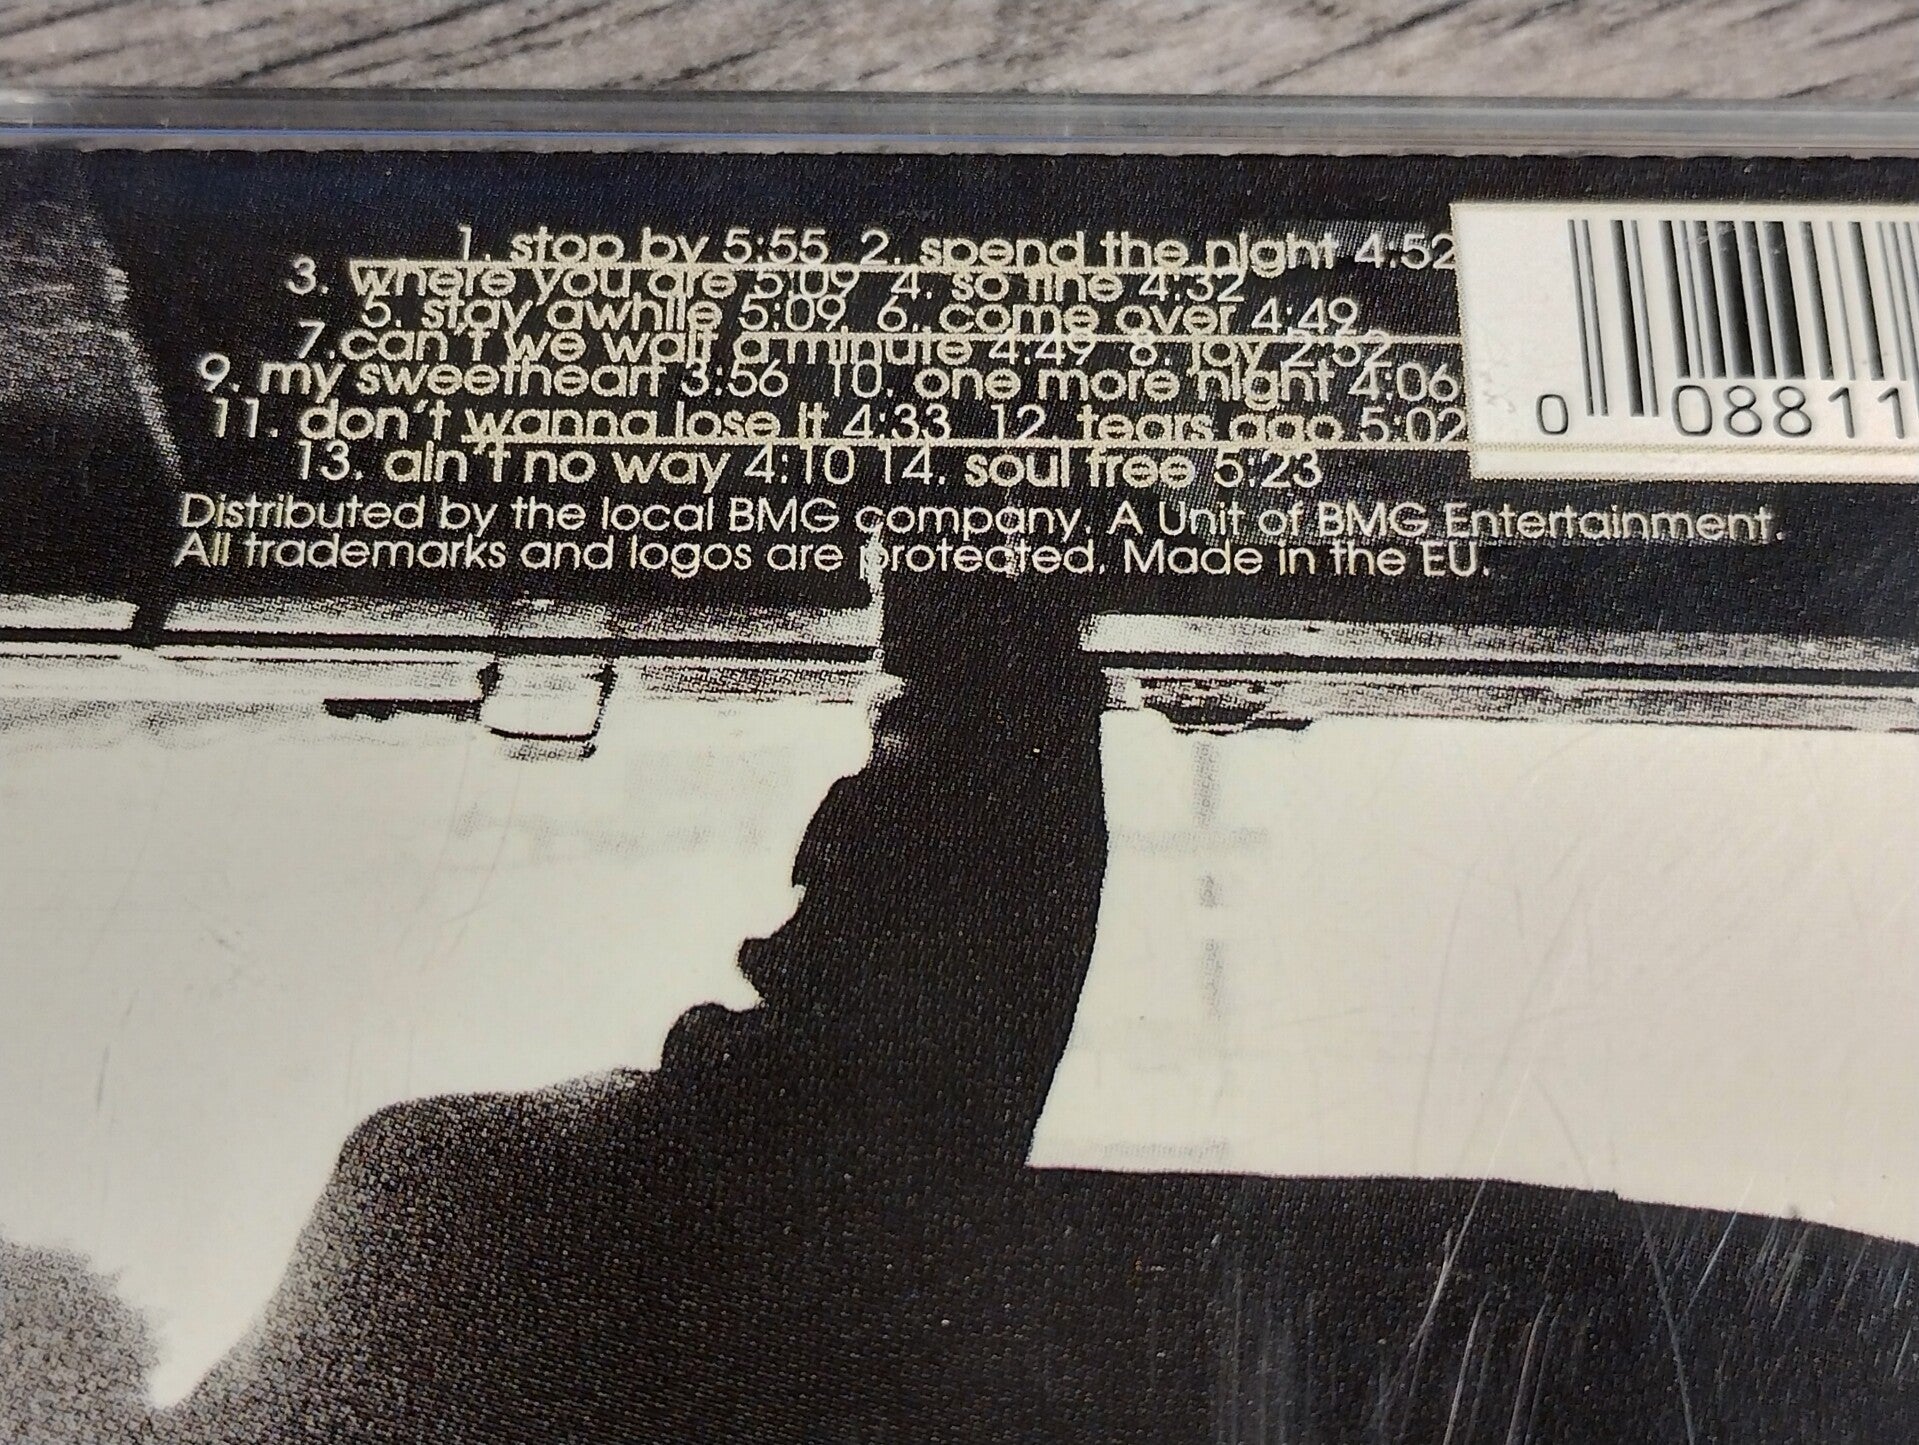 1. stop by 5:55 2. spend the night 4:52
3. where you are 5:09 4. so fine 4:32
5. stay awhile 5:09 6. come over 4:49
7.can't we wait a minute 4:49 8. joy 2:52
9. my sweetheart 3:56 10. one more night 4:06
11. don't wanna lose it 4:33 12. tears ago 5:02
13. ain't no way 4:10 14. soul free 5:23
Distributed by the local BMG company. A Unit of BMG Entertainment.
All trademarks and logos are protected. Made in the EU.
0 08811